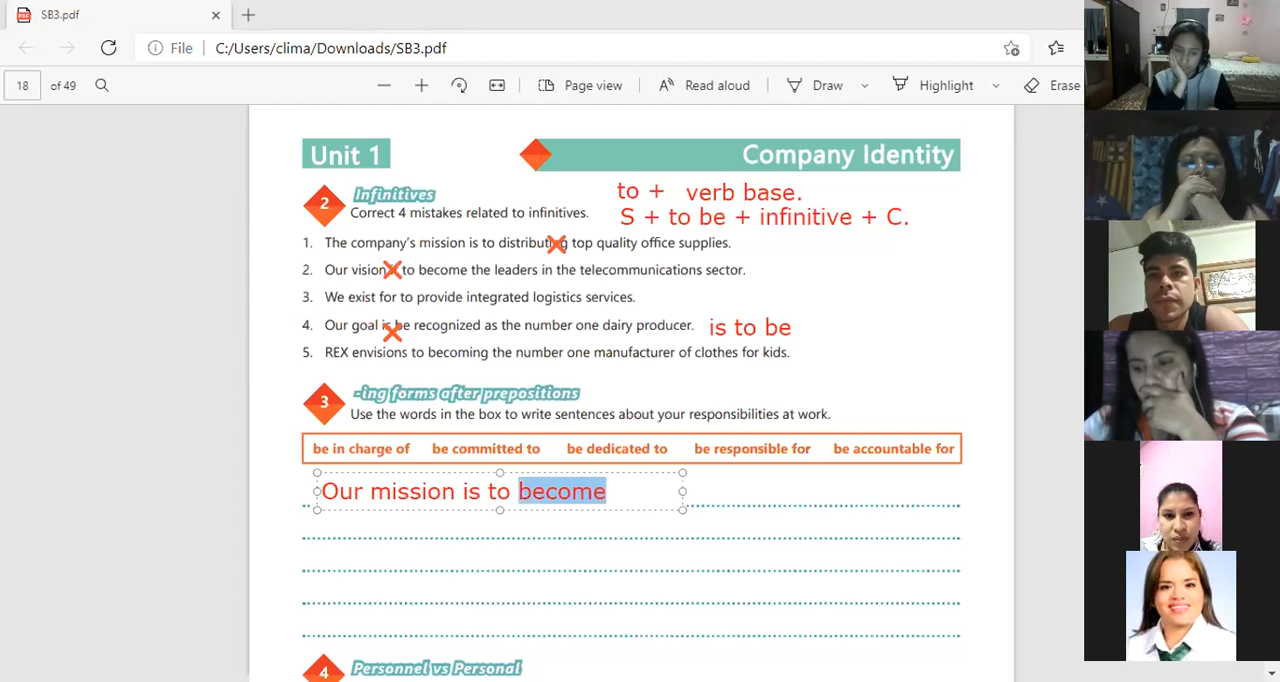 SB3.pdf
File C:/Users/clima/Downloads/SB3.pdf
18 of 49 Page view Read aloud Draw Highlight Erase
Unit 1 Company Identity
2 Infinitives to + verb base.
Correct 4 mistakes related to infinitives. S + to be + infinitive + C.
1. The company's mission is to distributing top quality office supplies.
2. Our vision to become the leaders in the telecommunications sector.
3. We exist for to provide integrated logistics services.
4. Our goal is be recognized as the number one dairy producer. is to be
5. REX envisions to becoming the number one manufacturer of clothes for kids.
3 -ing forms after prepositions
Use the words in the box to write sentences about your responsibilities at work.
be in charge of be committed to be dedicated to be responsible for be accountable for
Our mission is to become
4 Personnel vs Personal